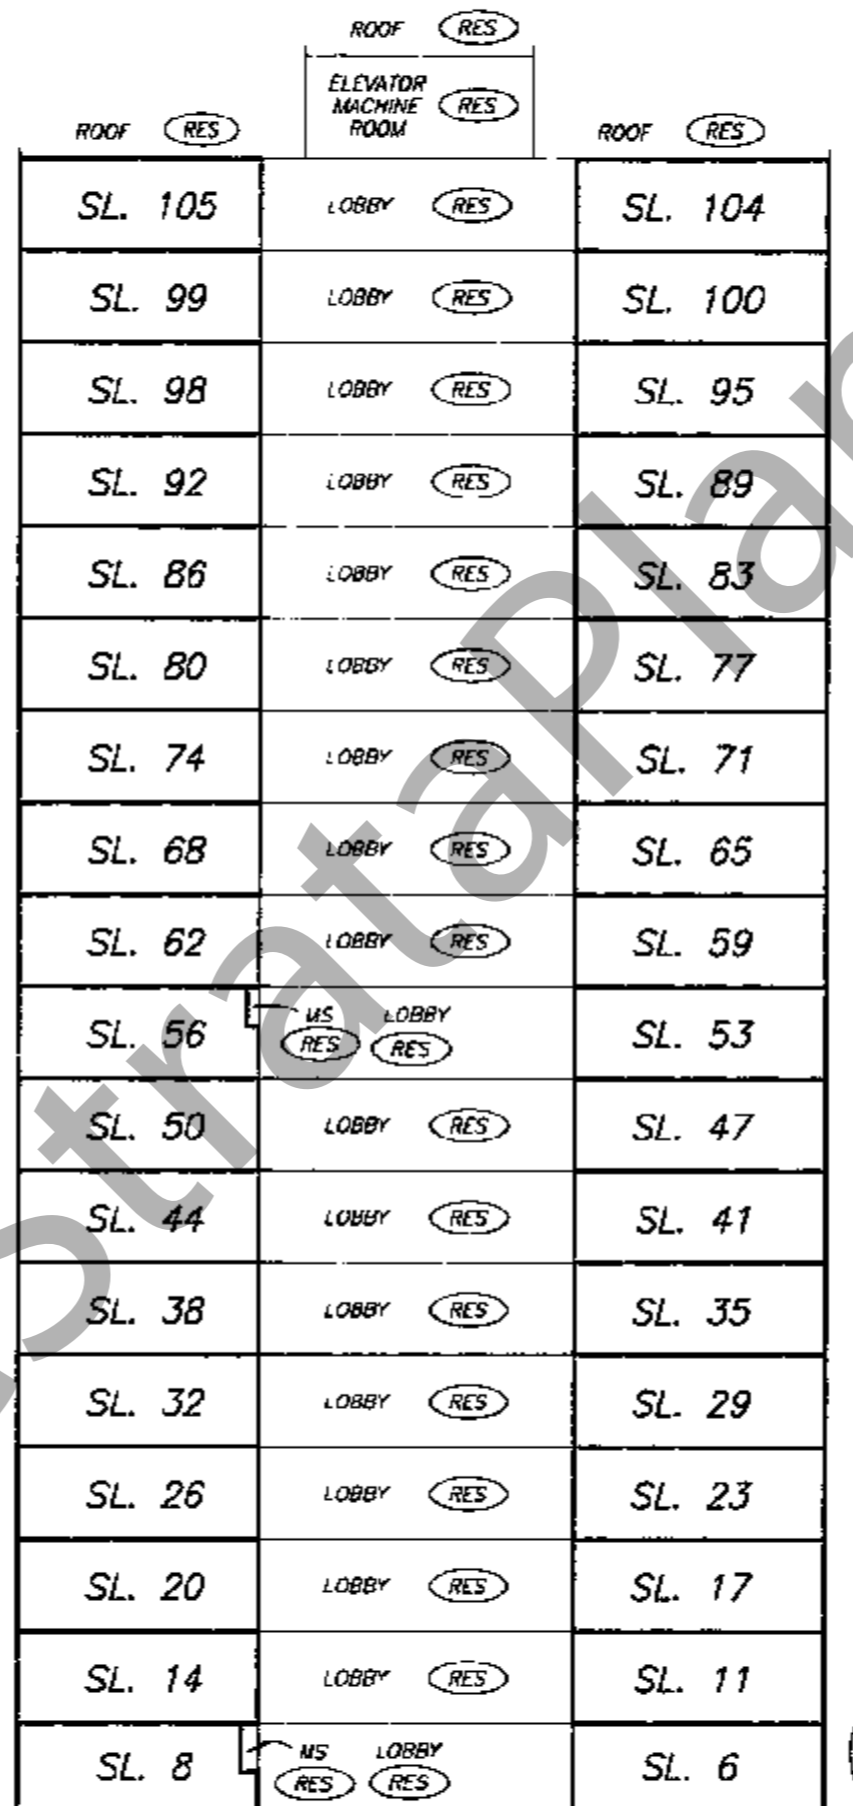 ROOF RES
ELEVATOR
MACHINE RES
ROOM
ROOF RES ROOF RES
SL. 105 LOBBY RES SL. 104
SL. 99 LOBBY RES SL. 100
SL. 98 LOBBY RES SL. 95
SL. 92 LOBBY RES SL. 89
SL. 86 LOBBY RES SL. 83
SL. 80 LOBBY RES SL. 77
SL. 74 LOBBY RES SL. 71
SL. 68 LOBBY RES SL. 65
SL. 62 LOBBY RES SL. 59
SL. 56 MS RES LOBBY RES SL. 53
SL. 50 LOBBY RES SL. 47
SL. 44 LOBBY RES SL. 41
SL. 38 LOBBY RES SL. 35
SL. 32 LOBBY RES SL. 29
SL. 26 LOBBY RES SL. 23
SL. 20 LOBBY RES SL. 17
SL. 14 LOBBY RES SL. 11
SL. 8 MS RES LOBBY RES SL. 6
StrataPlan